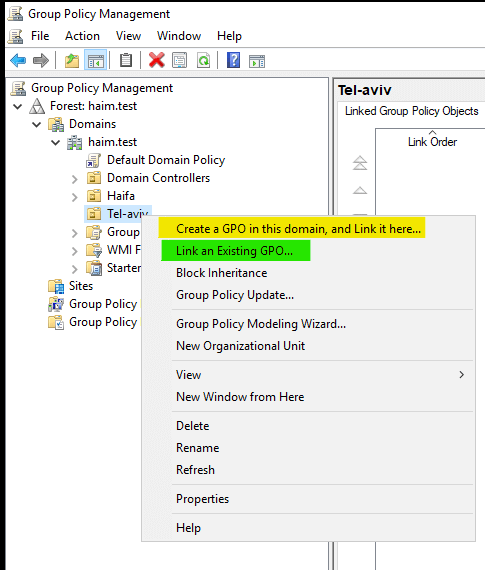 Group Policy Management
File Action View Window Help
Group Policy Management
Forest: haim.test
Domains
haim.test
Default Domain Policy
Domain Controllers
Haifa
Tel-aviv
Group
WMI F
Starter
Sites
Group Policy
Group Policy
Tel-aviv
Linked Group Policy Objects
Link Order
Create a GPO in this domain, and Link it here...
Link an Existing GPO...
Block Inheritance
Group Policy Update...
Group Policy Modeling Wizard...
New Organizational Unit
View
New Window from Here
Delete
Rename
Refresh
Properties
Help